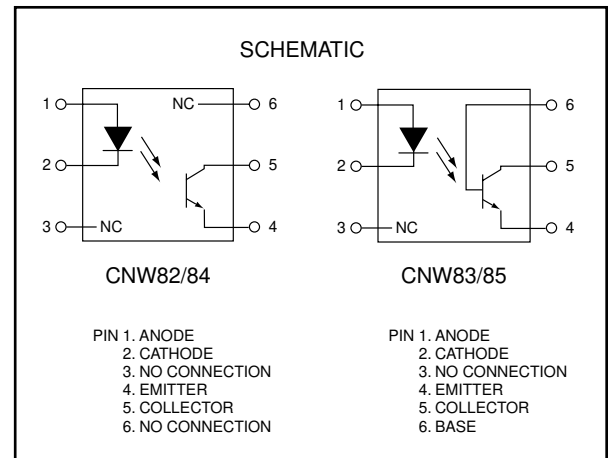 SCHEMATIC
1
2
3
NC
NC
6
5
4
CNW82/84
PIN 1. ANODE
2. CATHODE
3. NO CONNECTION
4. EMITTER
5. COLLECTOR
6. NO CONNECTION
1
2
3
NC
6
5
4
CNW83/85
PIN 1. ANODE
2. CATHODE
3. NO CONNECTION
4. EMITTER
5. COLLECTOR
6. BASE